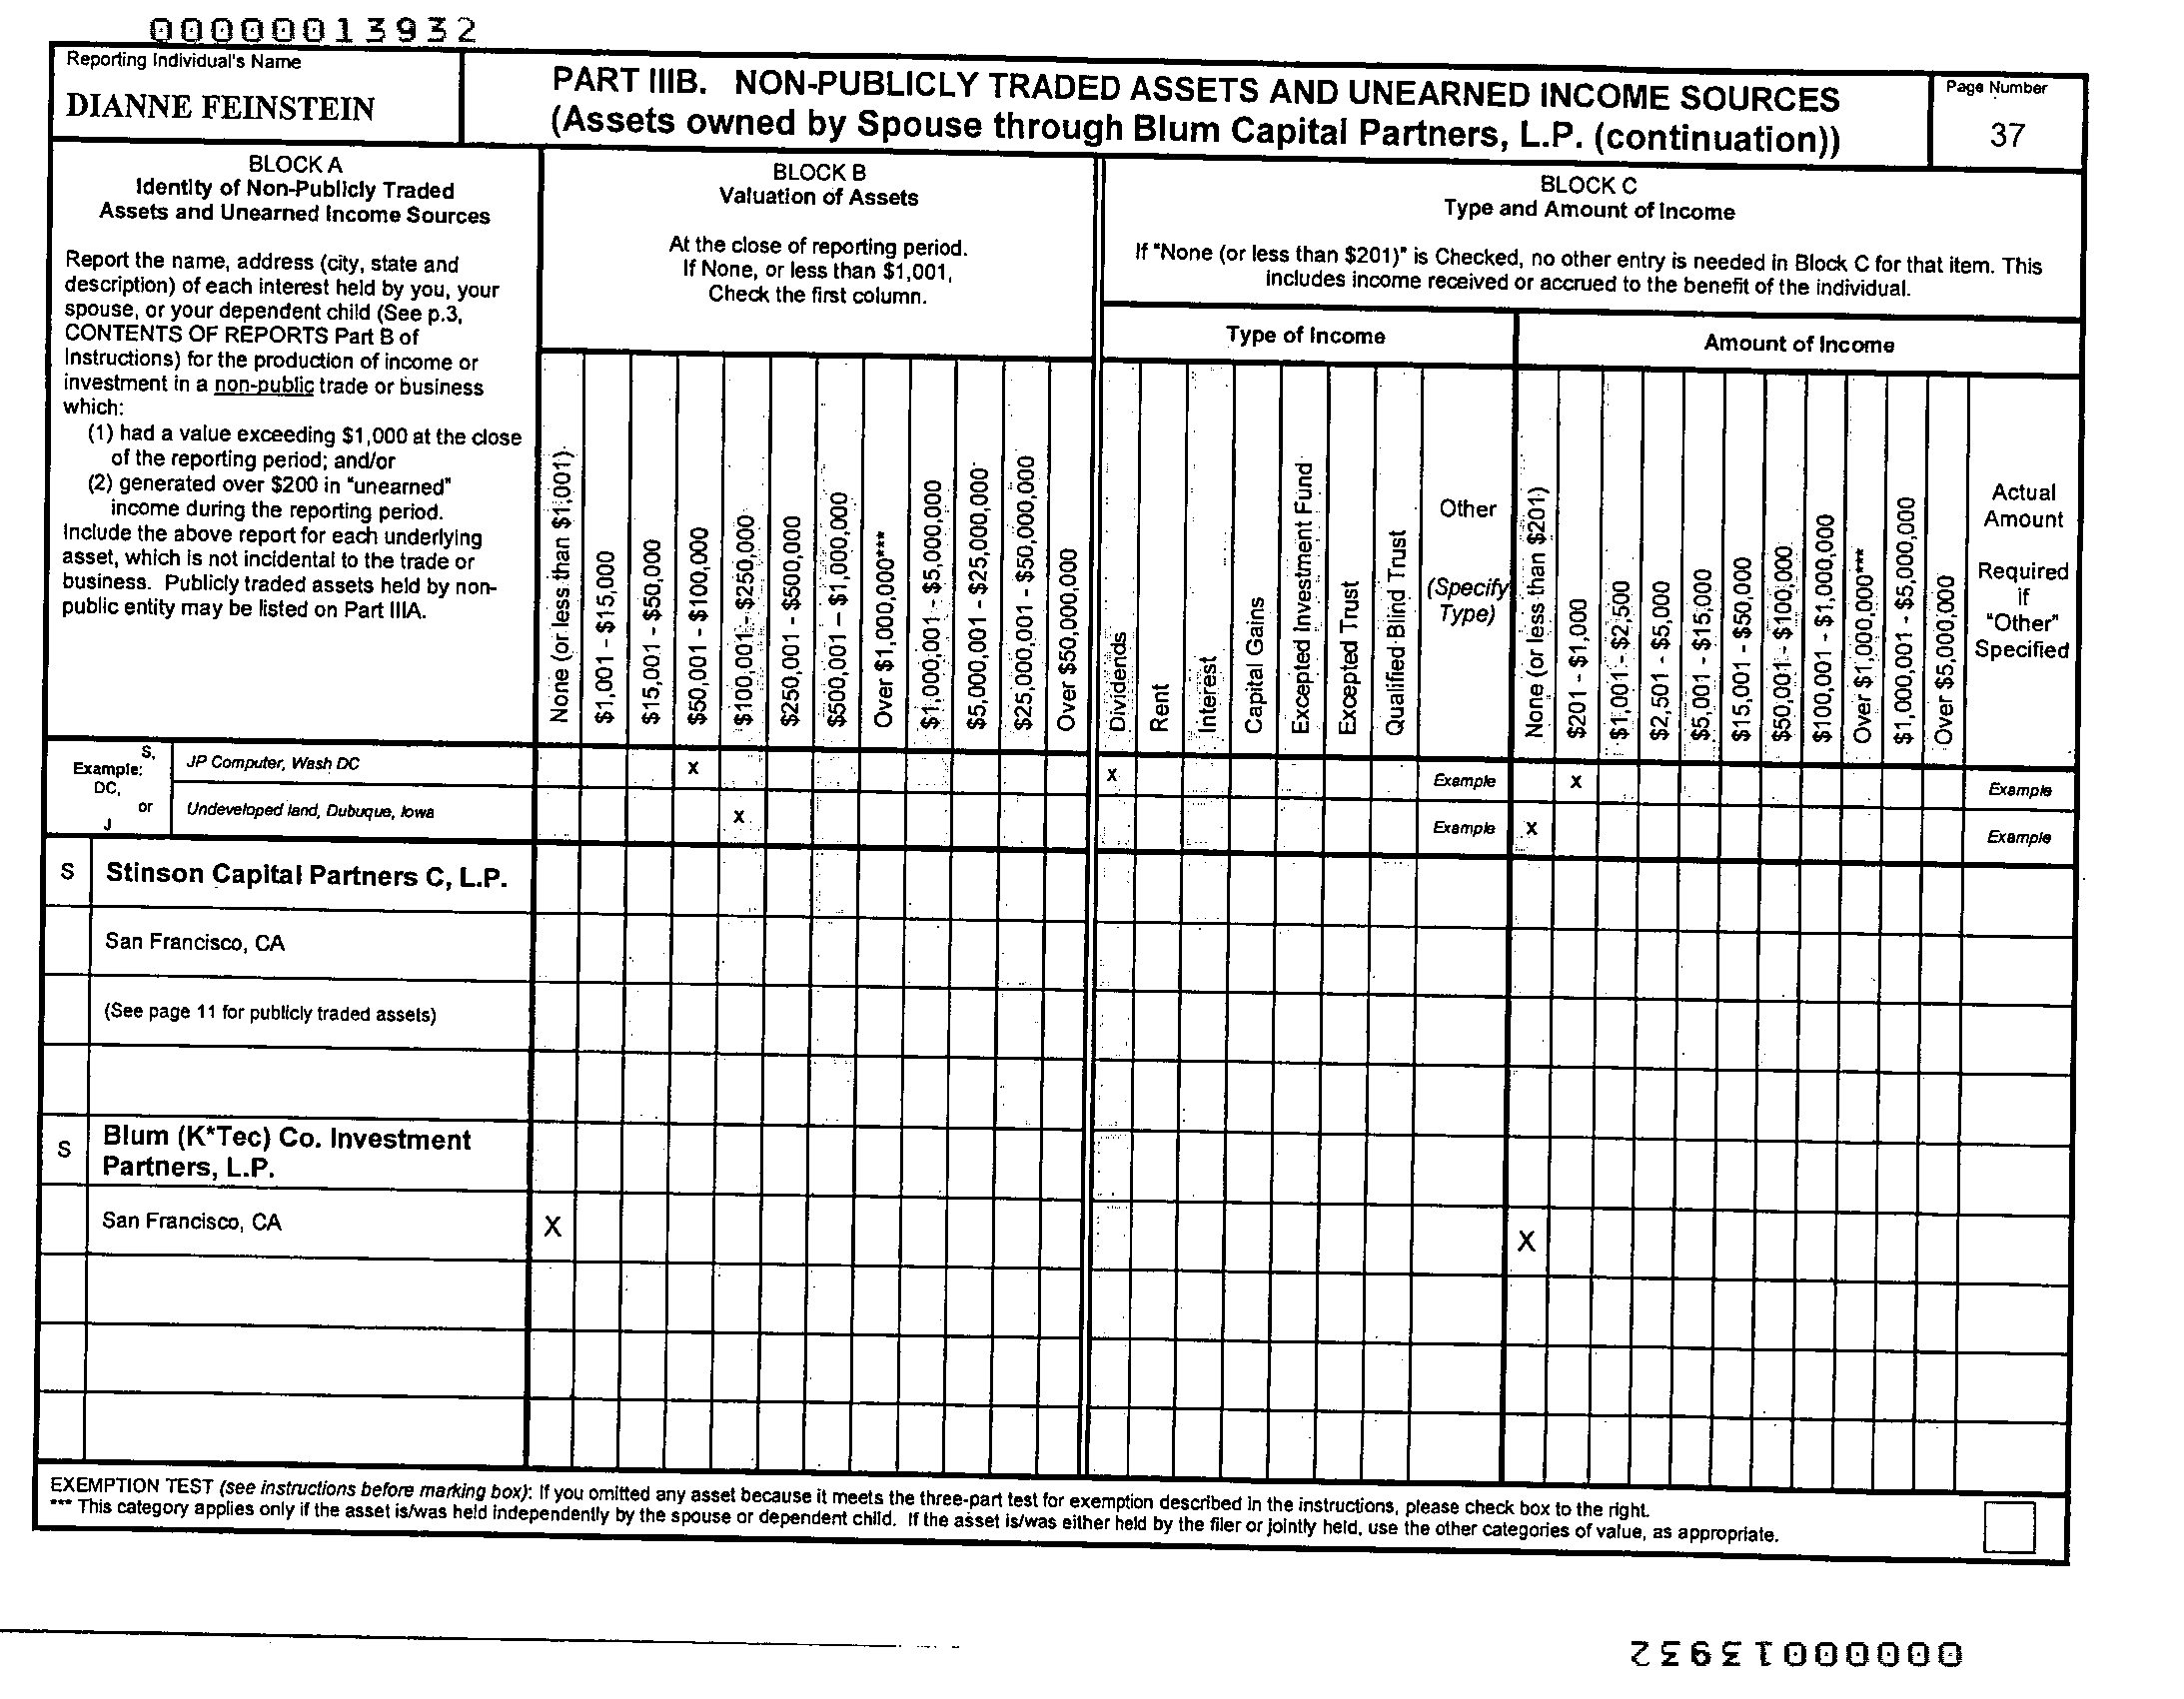 00000013932
Reporting Individual's Name
DIANNE FEINSTEIN
PART IIIB. NON-PUBLICLY TRADED ASSETS AND UNEARNED INCOME SOURCES
(Assets owned by Spouse through Blum Capital Partners, L.P. (continuation))
Page Number
37
BLOCK A
Identity of Non-Publicly Traded
Assets and Unearned Income Sources
Report the name, address (city, state and
description) of each interest held by you, your
spouse, or your dependent child (See p.3,
CONTENTS OF REPORTS Part B of
Instructions) for the production of income or
investment in a non-public trade or business
which:
(1) had a value exceeding $1,000 at the close
of the reporting period; and/or
(2) generated over $200 in "unearned"
income during the reporting period.
Include the above report for each underlying
asset, which is not incidental to the trade or
business. Publicly traded assets held by non-
public entity may be listed on Part IIIA.
BLOCK B
Valuation of Assets
At the close of reporting period.
If None, or less than $1,001,
Check the first column.
None (or less than $1,001)
$1,001 - $15,000
$15,001 - $50,000
$50,001 - $100,000
$100,001 - $250,000
$250,001 - $500,000
$500,001 - $1,000,000
Over $1,000,000***
$1,000,001 - $5,000,000
$5,000,001 - $25,000,000
$25,000,001 - $50,000,000
Over $50,000,000
BLOCK C
Type and Amount of Income
If "None (or less than $201)" is Checked, no other entry is needed in Block C for that item. This
includes income received or accrued to the benefit of the individual.
Type of Income
Amount of Income
Dividends
Rent
Interest
Capital Gains
Excepted Investment Fund
Excepted Trust
Qualified Blind Trust
Other
(Specify
Type)
None (or less than $201)
$201 - $1,000
$1,001 - $2,500
$2,501 - $5,000
$5,001 - $15,000
$15,001 - $50,000
$50,001 - $100,000
$100,001 - $1,000,000
Over $1,000,000***
$1,000,001 - $5,000,000
Over $5,000,000
Actual
Amount
Required
if
"Other"
Specified
S,
Example:
DC,
or
J
JP Computer, Wash DC
X
X
Example
X
Example
Undeveloped land, Dubuque, Iowa
X
Example
X
Example
S
Stinson Capital Partners C, L.P.
San Francisco, CA
(See page 11 for publicly traded assets)
S
Blum (K*Tec) Co. Investment
Partners, L.P.
San Francisco, CA
X
X
EXEMPTION TEST (see instructions before marking box): If you omitted any asset because it meets the three-part test for exemption described in the instructions, please check box to the right.
*** This category applies only if the asset is/was held independently by the spouse or dependent child. If the asset is/was either held by the filer or jointly held, use the other categories of value, as appropriate.
00000013932